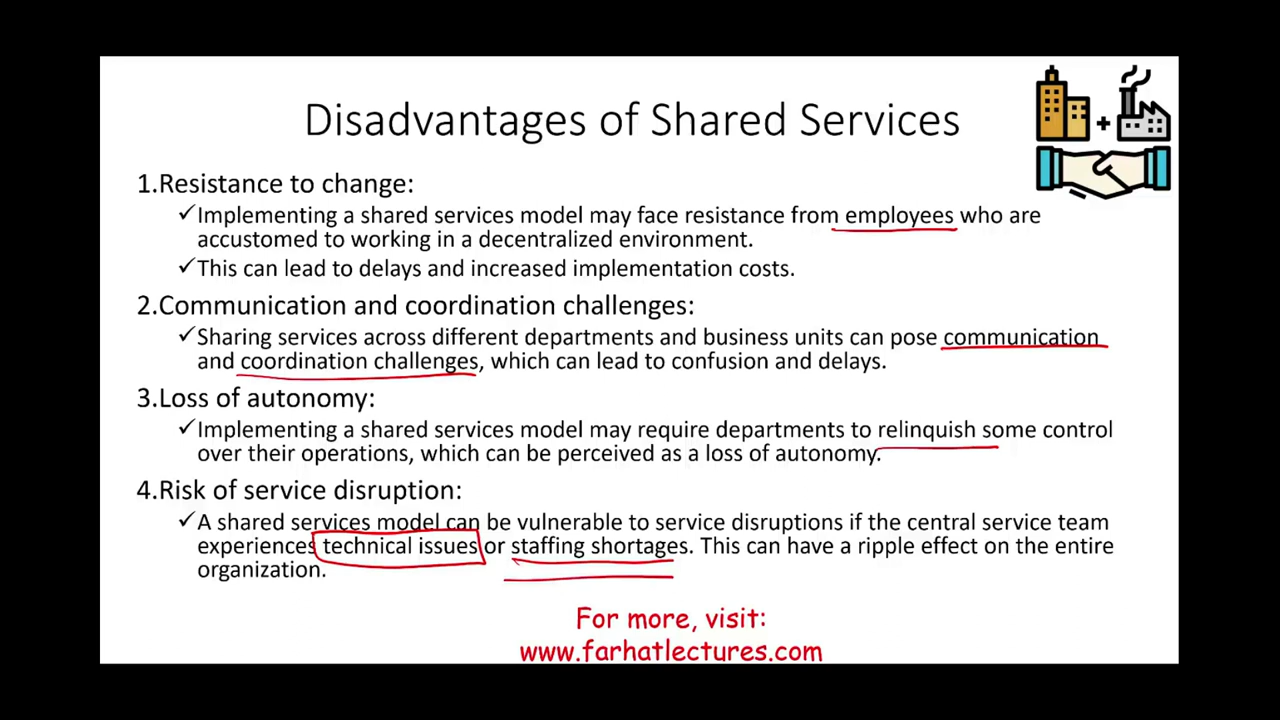 Disadvantages of Shared Services
1.Resistance to change:
✓Implementing a shared services model may face resistance from employees who are
accustomed to working in a decentralized environment.
✓This can lead to delays and increased implementation costs.
2.Communication and coordination challenges:
✓Sharing services across different departments and business units can pose communication
and coordination challenges, which can lead to confusion and delays.
3.Loss of autonomy:
✓Implementing a shared services model may require departments to relinquish some control
over their operations, which can be perceived as a loss of autonomy.
4.Risk of service disruption:
✓A shared services model can be vulnerable to service disruptions if the central service team
experiences technical issues or staffing shortages. This can have a ripple effect on the entire
organization.
For more, visit:
www.farhatlectures.com